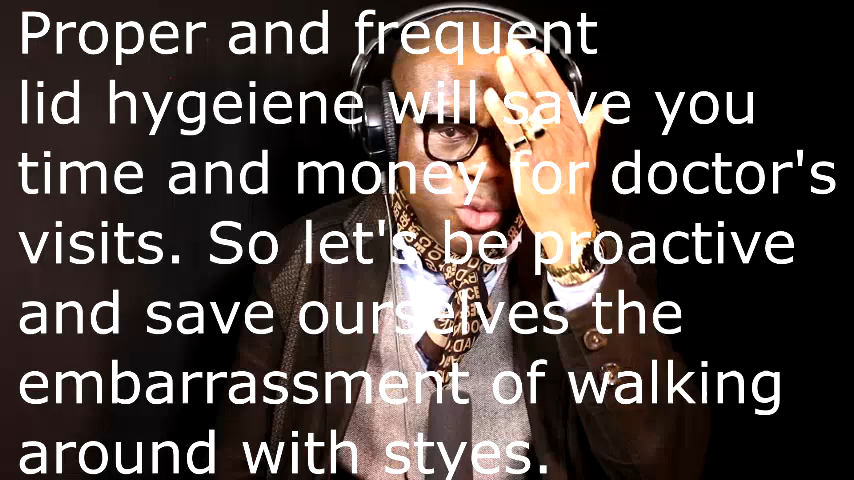 Proper and frequent
lid hygeiene will save you
time and money for doctor's
visits. So let's be proactive
and save ourselves the
embarrassment of walking
around with styes.